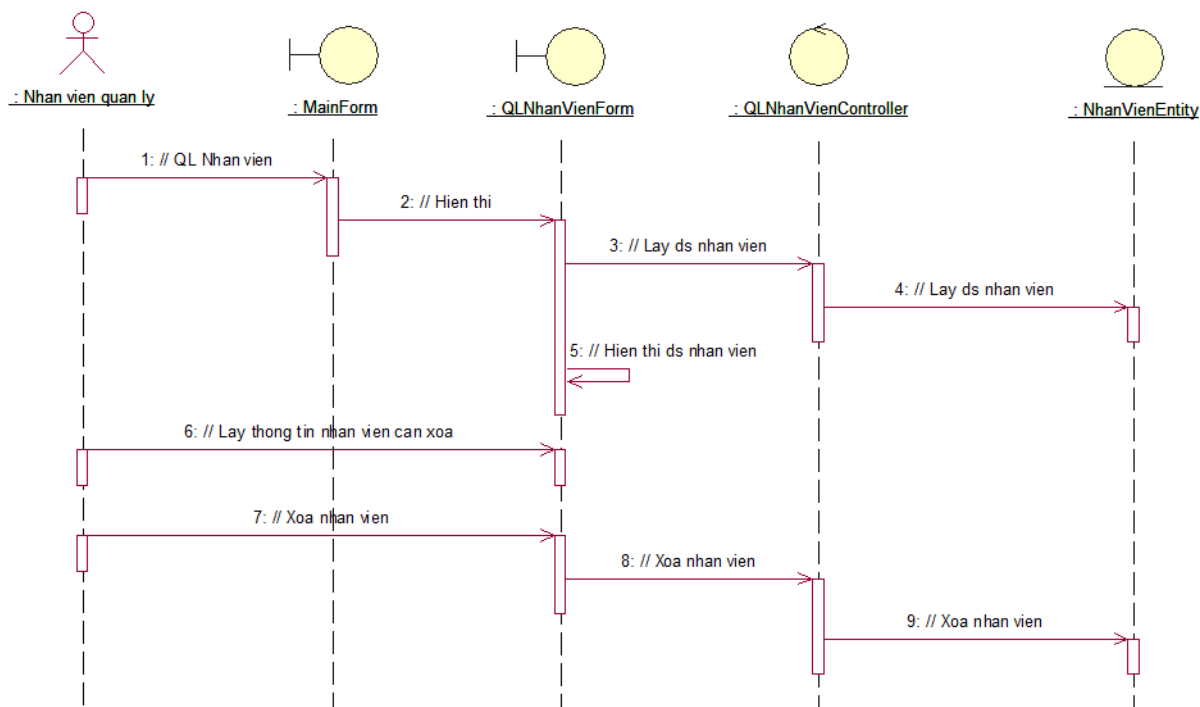 : Nhan vien quan ly
: MainForm
: QLNhanVienForm
: QLNhanVienController
: NhanVienEntity
1: // QL Nhan vien
2: // Hien thi
3: // Lay ds nhan vien
4: // Lay ds nhan vien
5: // Hien thi ds nhan vien
6: // Lay thong tin nhan vien can xoa
7: // Xoa nhan vien
8: // Xoa nhan vien
9: // Xoa nhan vien